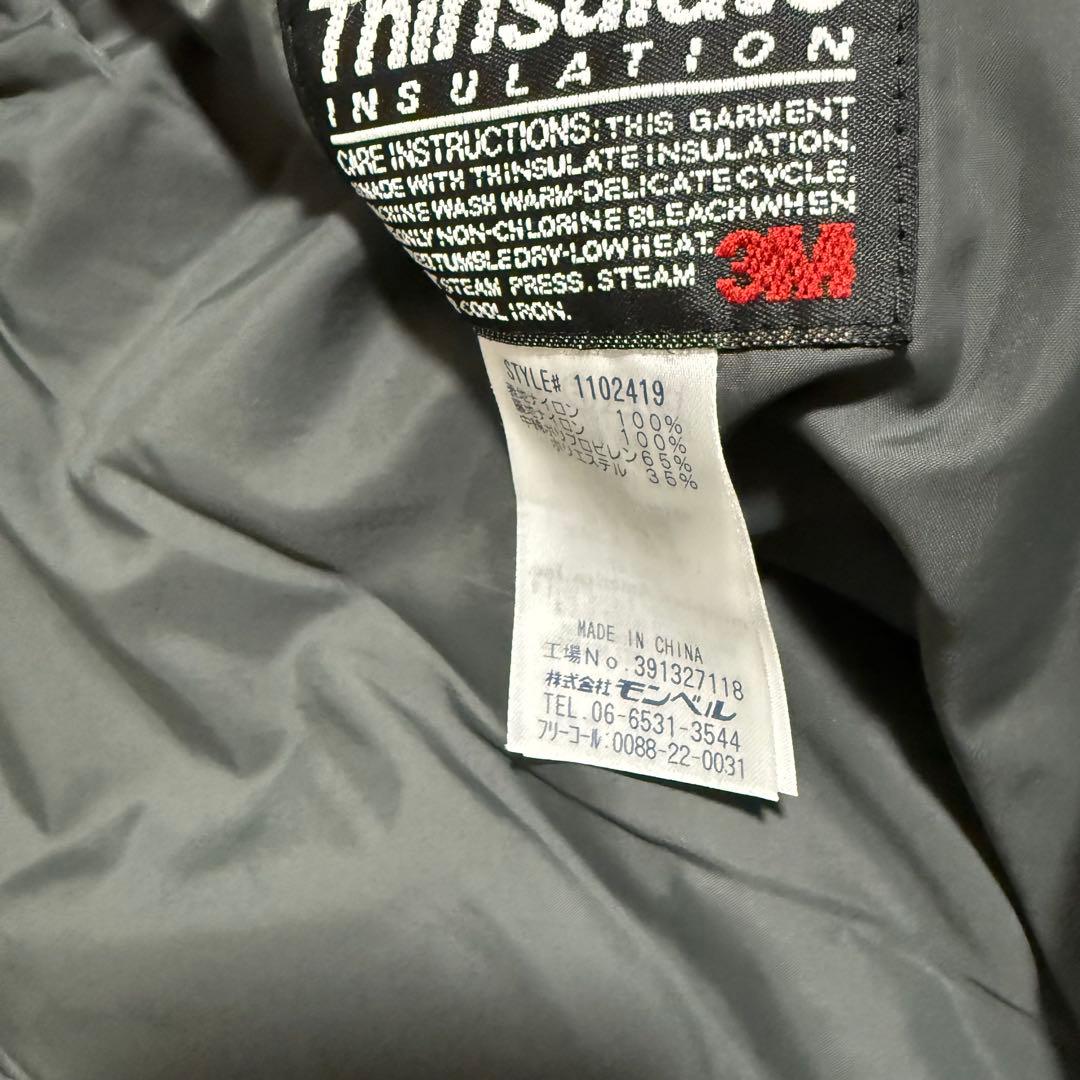 Thinsulate
INSULATION
CARE INSTRUCTIONS: THIS GARMENT
MADE WITH THINSULATE INSULATION.
MACHINE WASH WARM-DELICATE CYCLE.
ONLY NON-CHLORINE BLEACH WHEN
TUMBLE DRY-LOW HEAT.
STEAM PRESS. STEAM
COOL IRON.
3M
STYLE# 1102419
ナイロン 100%
ナイロン 100%
ポリプロピレン 65%
ポリエステル 35%
MADE IN CHINA
工場No.391327118
株式会社モンベル
TEL.06-6531-3544
フリーコール:0088-22-0031